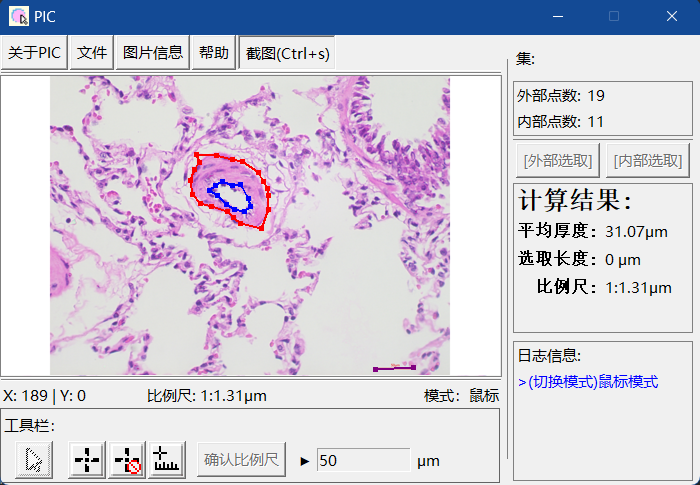 PIC
关于PIC 文件 图片信息 帮助 截图(Ctrl+s)
集:
外部点数: 19
内部点数: 11
[外部选取] [内部选取]
计算结果:
平均厚度: 31.07μm
选取长度: 0 μm
比例尺: 1:1.31μm
日志信息:
>(切换模式)鼠标模式
X: 189 | Y: 0 比例尺: 1:1.31μm 模式: 鼠标
工具栏:
确认比例尺 ► 50 μm